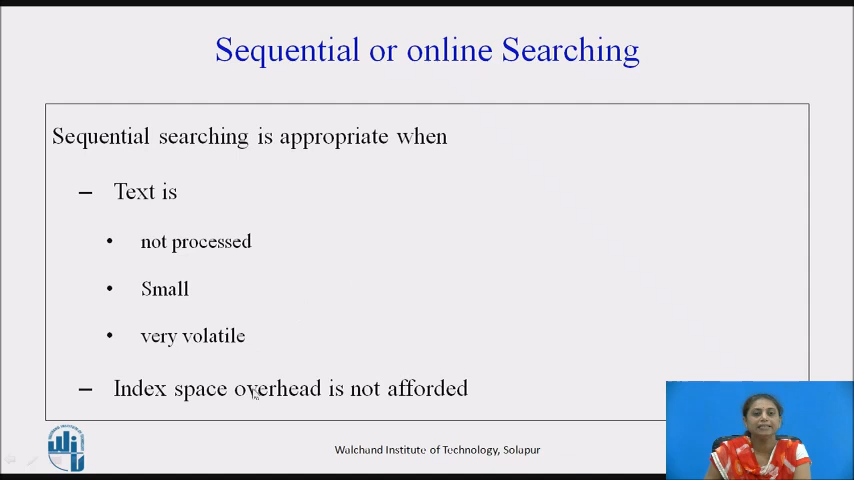 Sequential or online Searching
Sequential searching is appropriate when
– Text is
• not processed
• Small
• very volatile
– Index space overhead is not afforded
Walchand Institute of Technology, Solapur